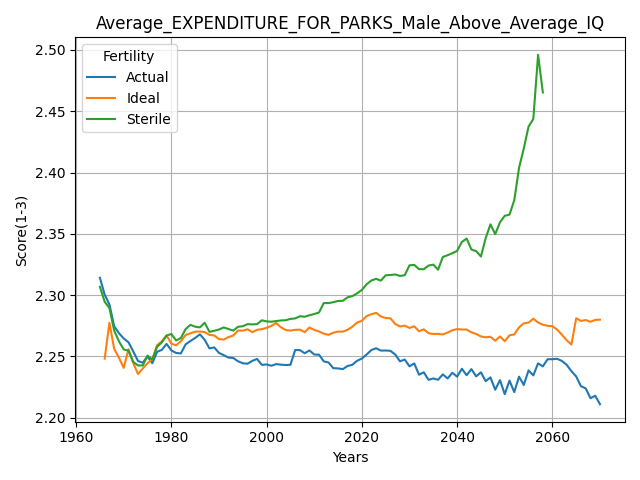 Average_EXPENDITURE_FOR_PARKS_Male_Above_Average_IQ
Fertility
Actual
Ideal
Sterile
Score(1-3)
2.50
2.45
2.40
2.35
2.30
2.25
2.20
1960
1980
2000
2020
2040
2060
Years